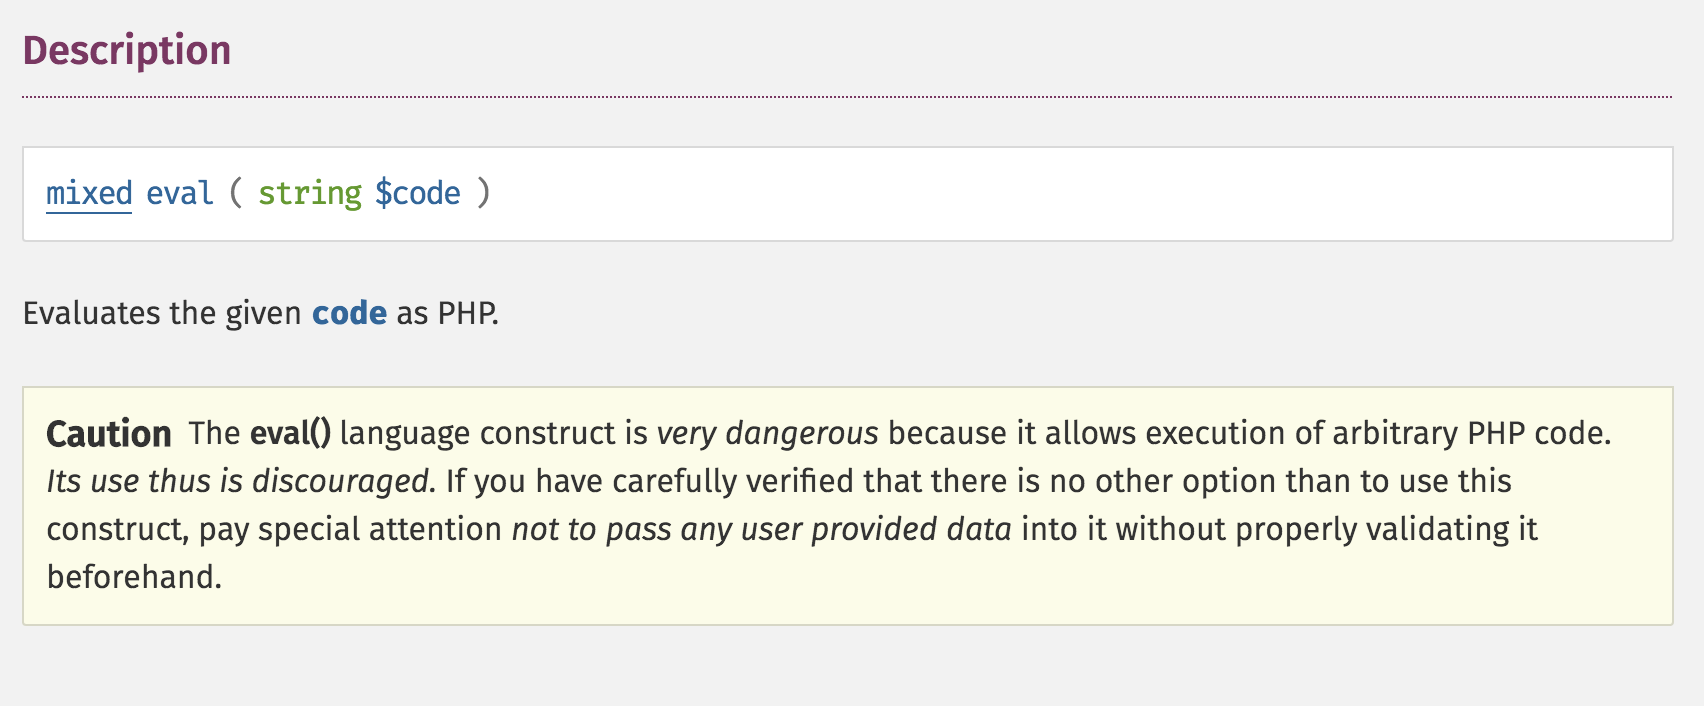 Description
mixed eval ( string $code )
Evaluates the given code as PHP.
Caution The eval() language construct is very dangerous because it allows execution of arbitrary PHP code.
Its use thus is discouraged. If you have carefully verified that there is no other option than to use this
construct, pay special attention not to pass any user provided data into it without properly validating it
beforehand.